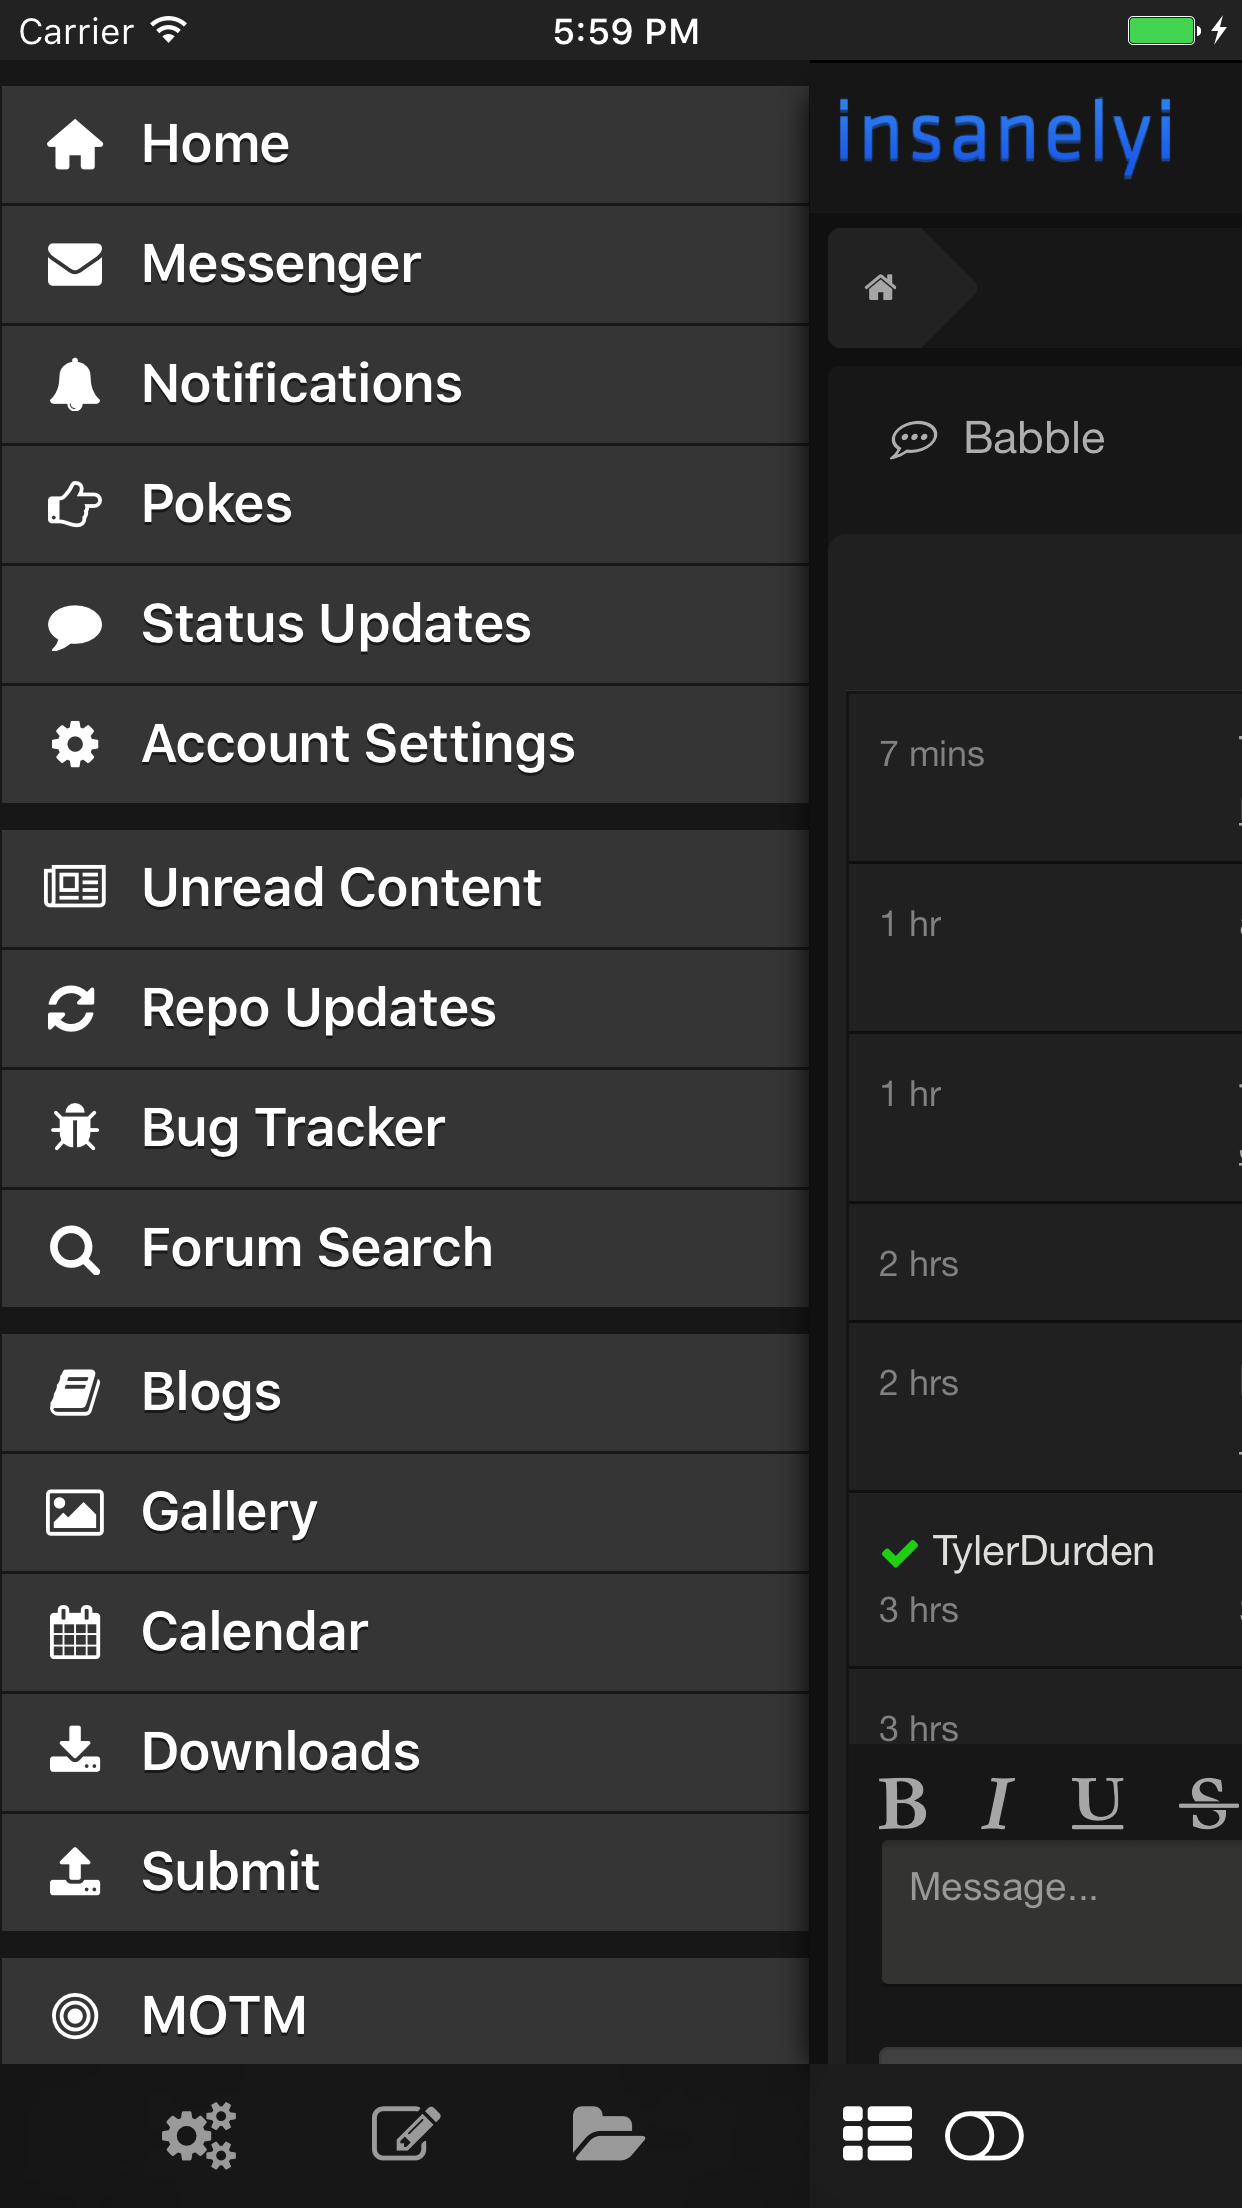 Carrier 5:59 PM
Home
Messenger
Notifications
Pokes
Status Updates
Account Settings
Unread Content
Repo Updates
Bug Tracker
Forum Search
Blogs
Gallery
Calendar
Downloads
Submit
MOTM
insanelyi
Babble
7 mins
1 hr
1 hr
2 hrs
2 hrs
TylerDurden
3 hrs
3 hrs
B I U S
Message...